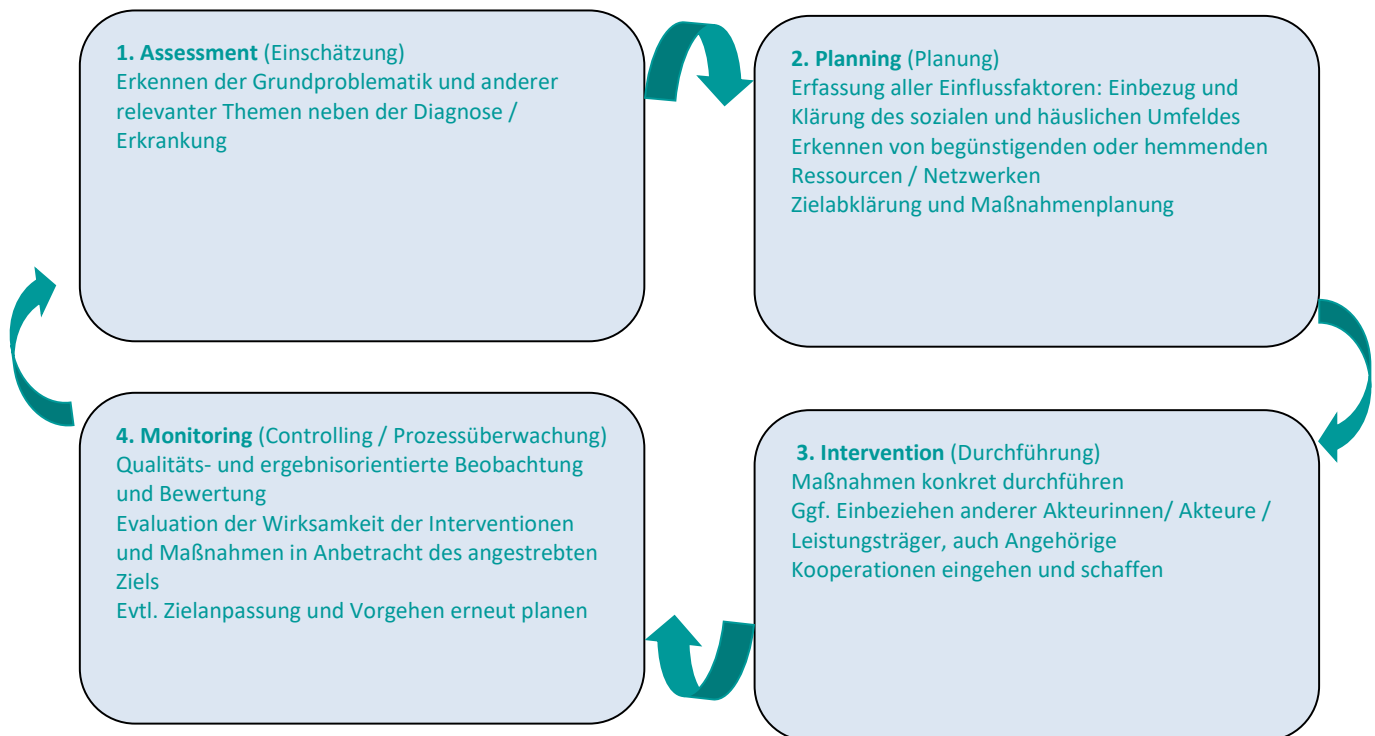 1. Assessment (Einschätzung)
Erkennen der Grundproblematik und anderer
relevanter Themen neben der Diagnose /
Erkrankung
2. Planning (Planung)
Erfassung aller Einflussfaktoren: Einbezug und
Klärung des sozialen und häuslichen Umfeldes
Erkennen von begünstigenden oder hemmenden
Ressourcen / Netzwerken
Zielabklärung und Maßnahmenplanung
3. Intervention (Durchführung)
Maßnahmen konkret durchführen
Ggf. Einbeziehen anderer Akteurinnen/ Akteure /
Leistungsträger, auch Angehörige
Kooperationen eingehen und schaffen
4. Monitoring (Controlling / Prozessüberwachung)
Qualitäts- und ergebnisorientierte Beobachtung
und Bewertung
Evaluation der Wirksamkeit der Interventionen
und Maßnahmen in Anbetracht des angestrebten
Ziels
Evtl. Zielanpassung und Vorgehen erneut planen